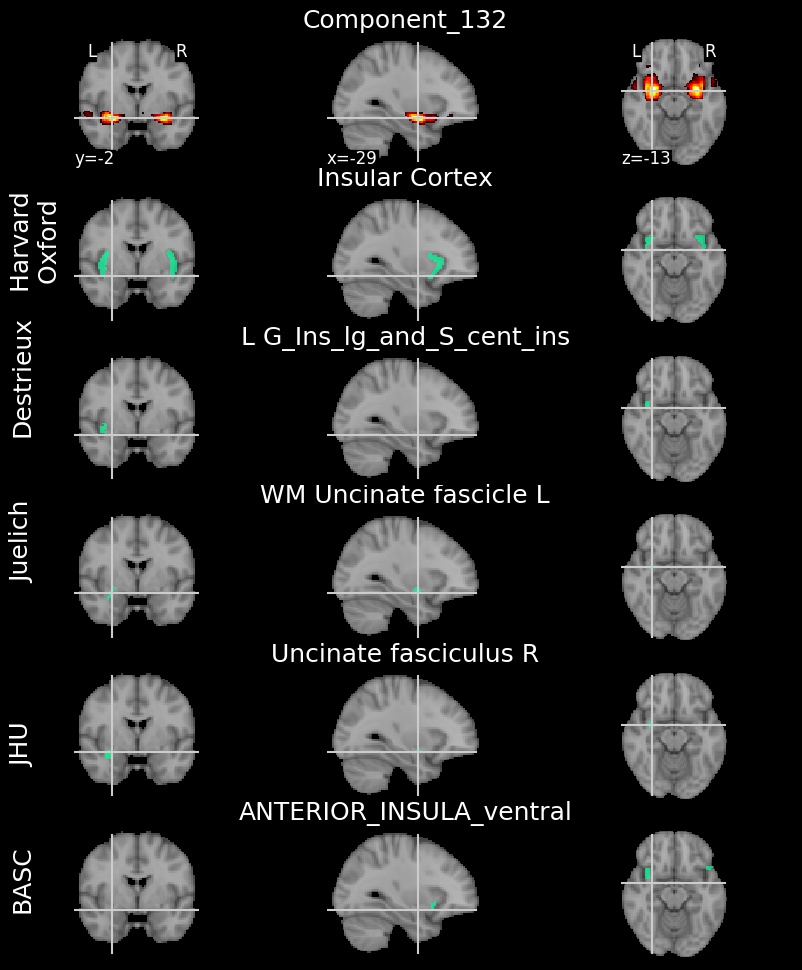 Component_132
L R
L R
y=-2
x=-29
z=-13
Insular Cortex
Harvard
Oxford
L G_Ins_lg_and_S_cent_ins
Destrieux
WM Uncinate fascicle L
Juelich
Uncinate fasciculus R
JHU
ANTERIOR_INSULA_ventral
BASC